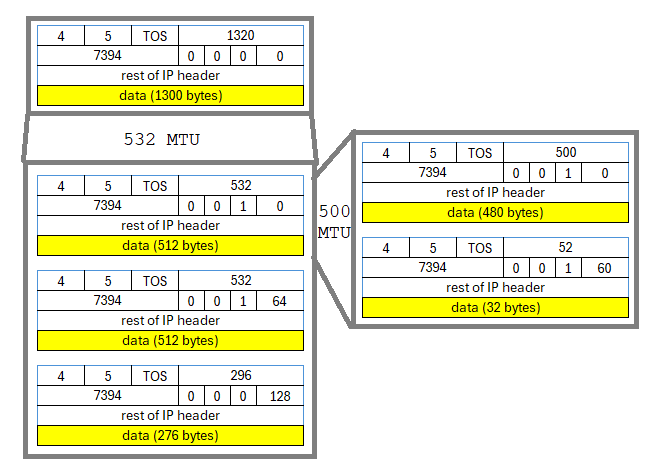 4 5 TOS 1320
7394 0 0 0 0
rest of IP header
data (1300 bytes)
532 MTU
4 5 TOS 532
7394 0 0 1 0
rest of IP header
data (512 bytes)
4 5 TOS 532
7394 0 0 1 64
rest of IP header
data (512 bytes)
4 5 TOS 296
7394 0 0 0 128
rest of IP header
data (276 bytes)
500
MTU
4 5 TOS 500
7394 0 0 1 0
rest of IP header
data (480 bytes)
4 5 TOS 52
7394 0 0 1 60
rest of IP header
data (32 bytes)